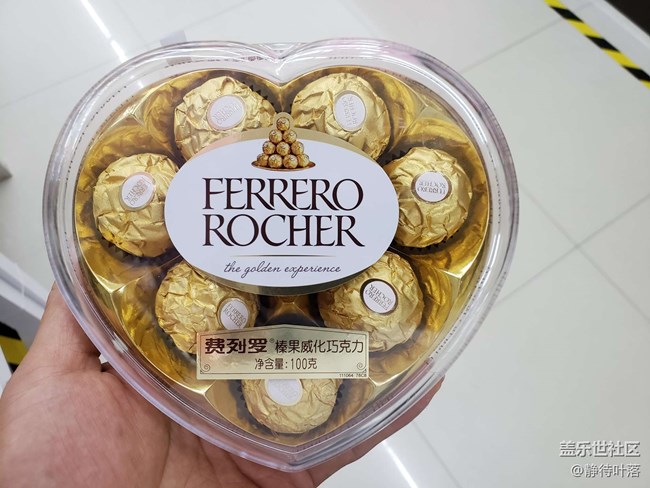 FERRERO
ROCHER
the golden experience
费列罗 榛果威化巧克力
净含量:100克
盖乐世社区
@静待叶落